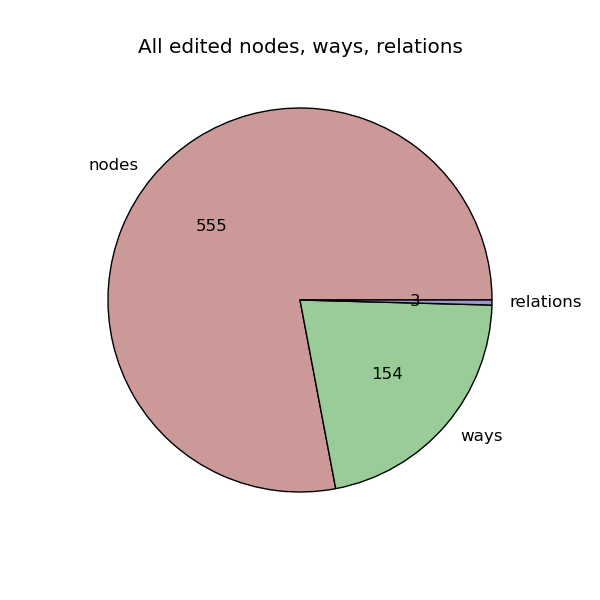 All edited nodes, ways, relations
nodes
555
3
relations
154
ways